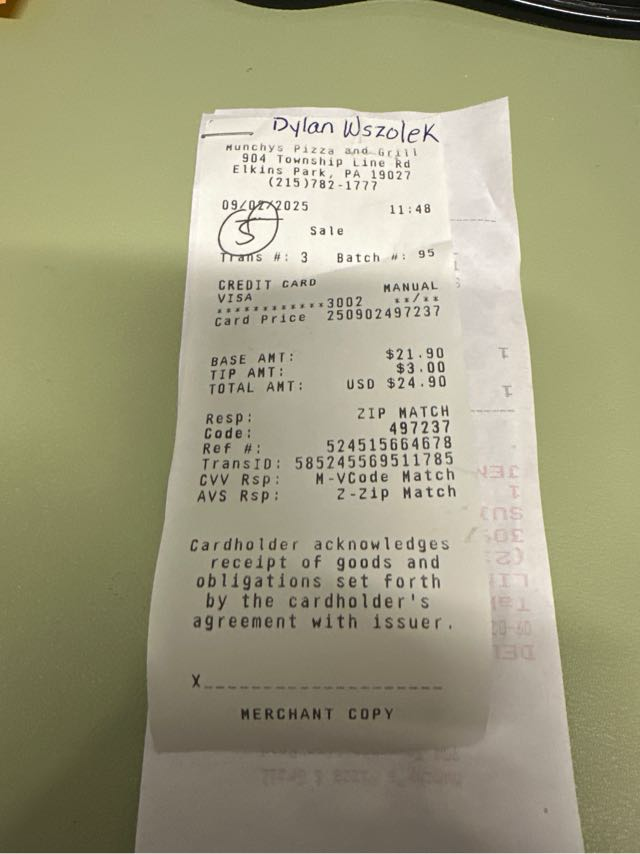 Dylan Wszolek
Munchys Pizza and Grill
904 Township Line Rd
Elkins Park, PA 19027
(215)782-1777
09/02/2025 11:48
5
Sale
Trans #: 3 Batch #: 95
CREDIT CARD MANUAL
VISA
************3002 **/**
Card Price 250902497237
BASE AMT: $21.90
TIP AMT: $3.00
TOTAL AMT: USD $24.90
Resp: ZIP MATCH
Code: 497237
Ref #: 524515664678
TransID: 585245569511785
CVV Rsp: M-VCode Match
AVS Rsp: Z-Zip Match
Cardholder acknowledges
receipt of goods and
obligations set forth
by the cardholder's
agreement with issuer.
X____________________
MERCHANT COPY